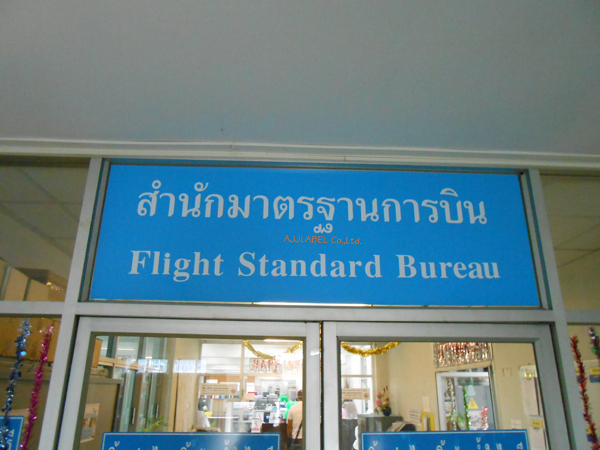 สำนักมาตรฐานการบิน
A.J.LABEL Co.,Ltd.
Flight Standard Bureau